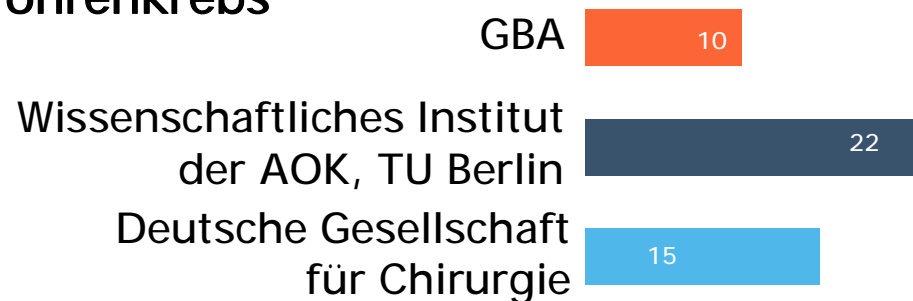 GBA
10
Wissenschaftliches Institut
der AOK, TU Berlin
22
Deutsche Gesellschaft
für Chirurgie
15